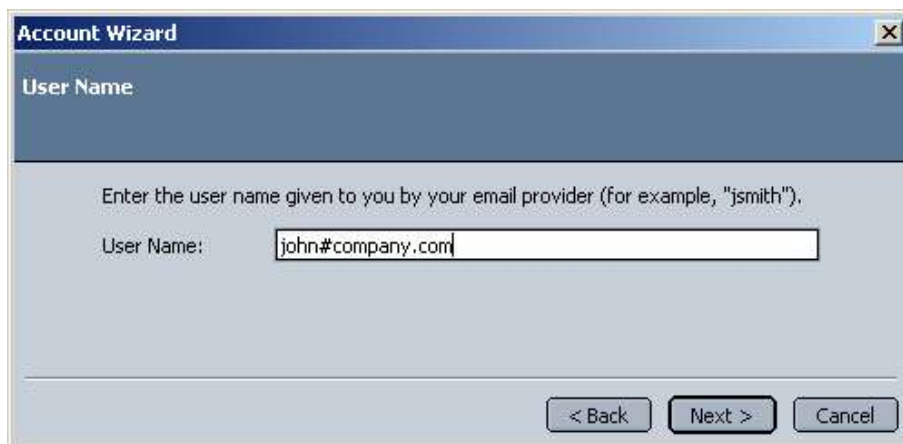 Account Wizard
User Name
Enter the user name given to you by your email provider (for example, "jsmith").
User Name: john#company.com
< Back Next > Cancel